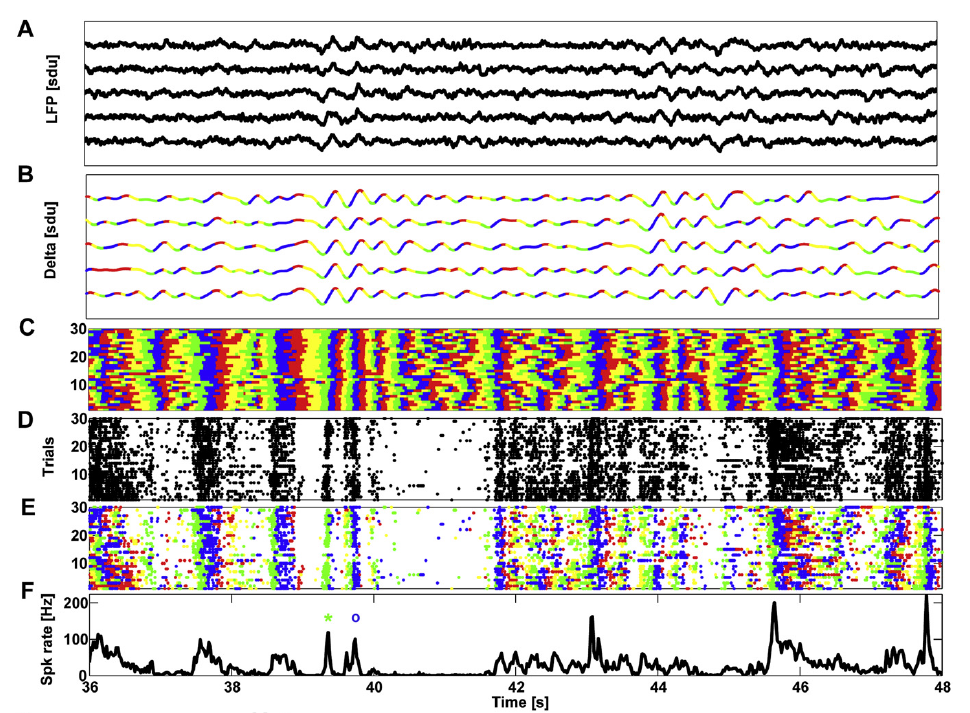 A
LFP [sdu]
B
Delta [sdu]
C
30
20
10
D
30
20
10
Trials
E
30
20
10
F
200
100
0
Spk rate [Hz]
*
o
36
38
40
42
44
46
48
Time [s]